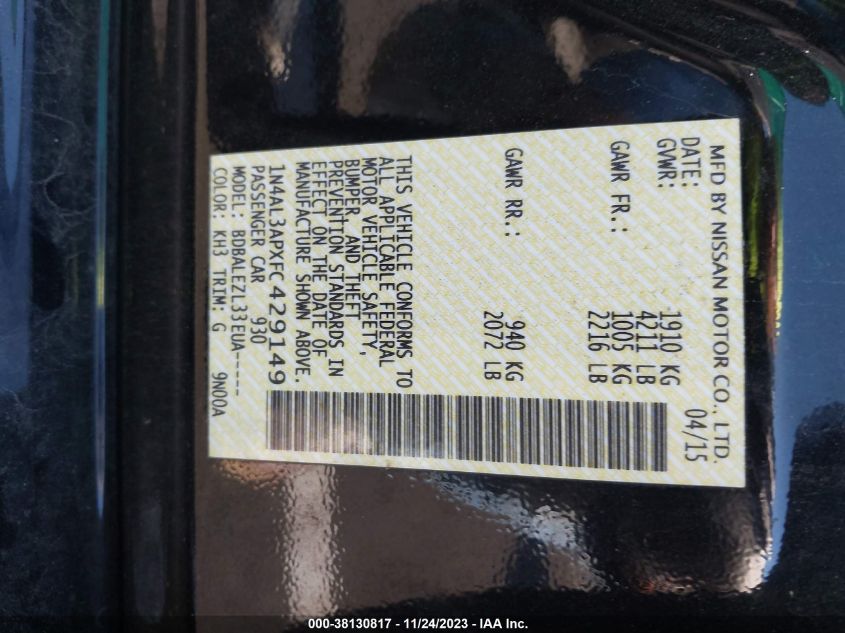 MFD BY NISSAN MOTOR CO., LTD.
DATE: 04/15
GVWR: 1910 KG
4211 LB
GAWR FR.: 1005 KG
2216 LB
GAWR RR.: 940 KG
2072 LB
THIS VEHICLE CONFORMS TO
ALL APPLICABLE FEDERAL
MOTOR VEHICLE SAFETY,
BUMPER, AND THEFT
PREVENTION STANDARDS IN
EFFECT ON THE DATE OF
MANUFACTURE SHOWN ABOVE.
1N4AL3APXFC429149
PASSENGER CAR 930
MODEL: BDBALEZL33EUA-----
COLOR: KH3 TRIM: G 9N00A
000-38130817 - 11/24/2023 - IAA Inc.